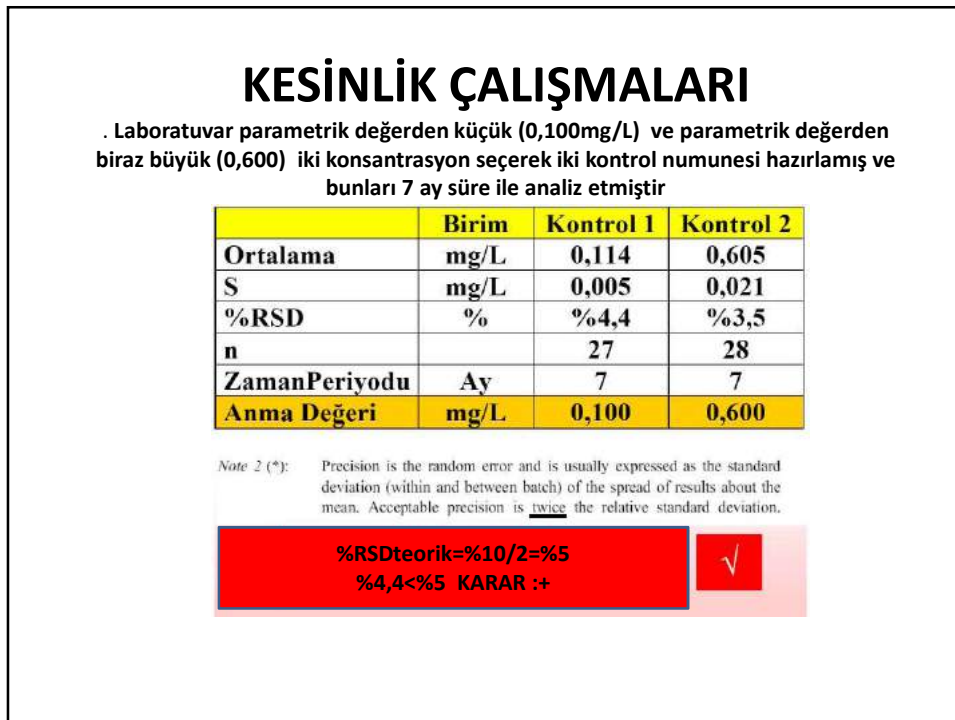 KESİNLİK ÇALIŞMALARI
. Laboratuvar parametrik değerden küçük (0,100mg/L) ve parametrik değerden
biraz büyük (0,600) iki konsantrasyon seçerek iki kontrol numunesi hazırlamış ve
bunları 7 ay süre ile analiz etmiştir
Birim Kontrol 1 Kontrol 2
Ortalama mg/L 0,114 0,605
S mg/L 0,005 0,021
%RSD % %4,4 %3,5
n 27 28
ZamanPeriyodu Ay 7 7
Anma Değeri mg/L 0,100 0,600
Note 2 (*): Precision is the random error and is usually expressed as the standard
deviation (within and between batch) of the spread of results about the
mean. Acceptable precision is twice the relative standard deviation.
%RSDteorik=%10/2=%5
%4,4<%5 KARAR :+
√